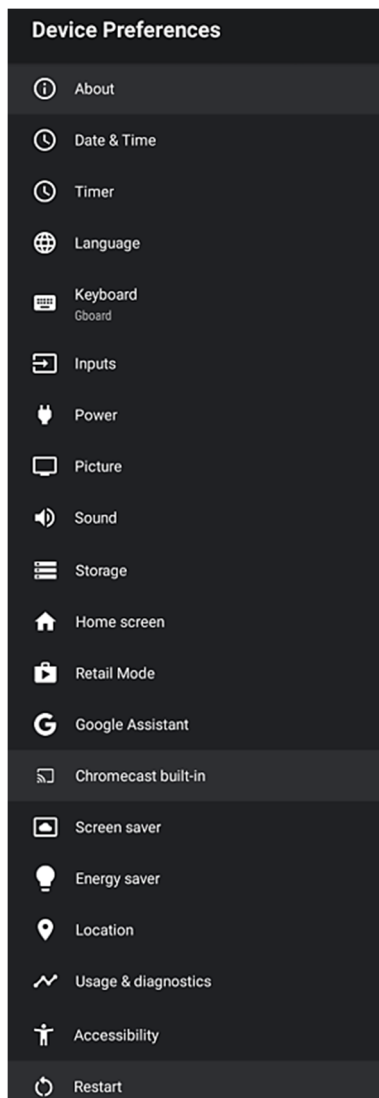 Device Preferences
About
Date & Time
Timer
Language
Keyboard
Gboard
Inputs
Power
Picture
Sound
Storage
Home screen
Retail Mode
Google Assistant
Chromecast built-in
Screen saver
Energy saver
Location
Usage & diagnostics
Accessibility
Restart